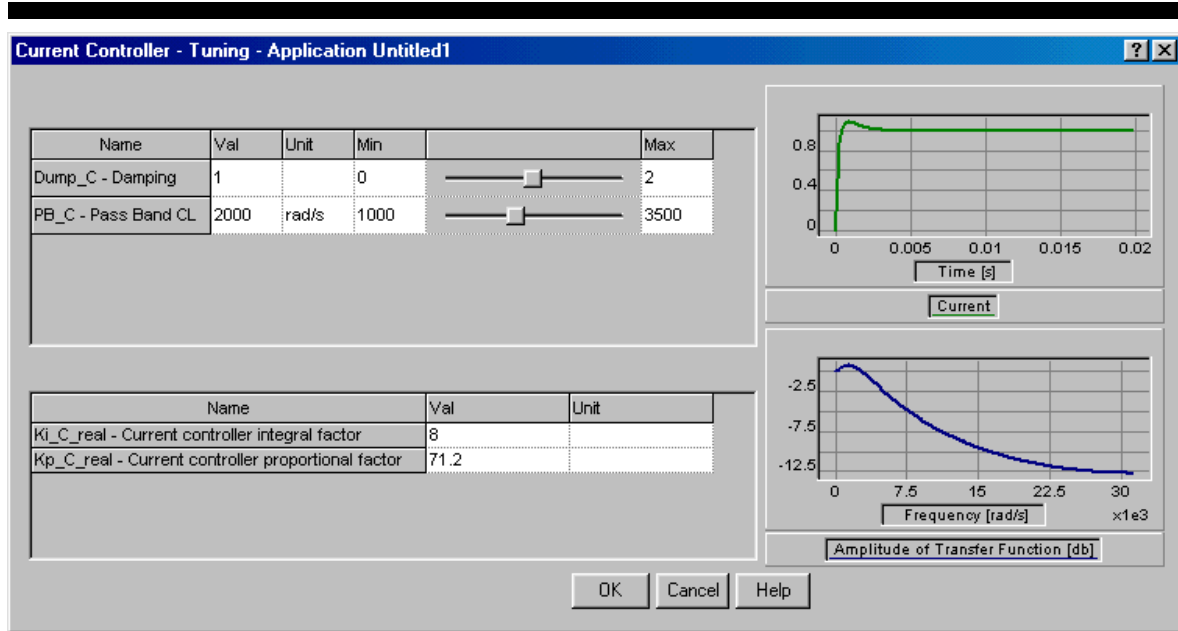 Current Controller - Tuning - Application Untitled1
Name Val Unit Min Max
Dump_C - Damping 1 0 2
PB_C - Pass Band CL 2000 rad/s 1000 3500
Name Val Unit
Ki_C_real - Current controller integral factor 8
Kp_C_real - Current controller proportional factor 71.2
0.8
0.4
0
0 0.005 0.01 0.015 0.02
Time [s]
Current
-2.5
-7.5
-12.5
0 7.5 15 22.5 30
Frequency [rad/s] ×1e3
Amplitude of Transfer Function [db]
OK Cancel Help